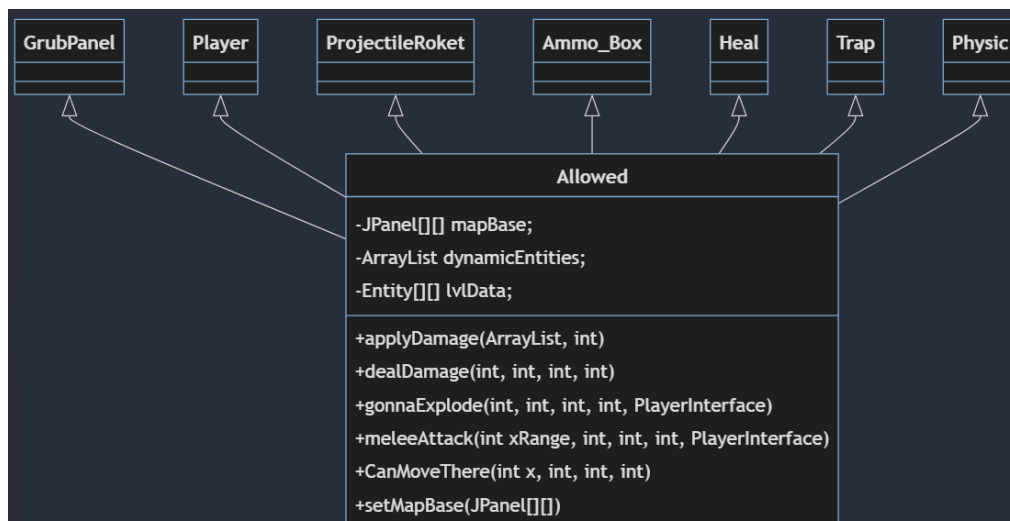 GrubPanel
Player
ProjectileRoket
Ammo_Box
Heal
Trap
Physic
Allowed
-JPanel[][] mapBase;
-ArrayList dynamicEntities;
-Entity[][] lvlData;
+applyDamage(ArrayList, int)
+dealDamage(int, int, int, int)
+gonnaExplode(int, int, int, int, PlayerInterface)
+meleeAttack(int xRange, int, int, int, PlayerInterface)
+CanMoveThere(int x, int, int, int)
+setMapBase(JPanel[][])